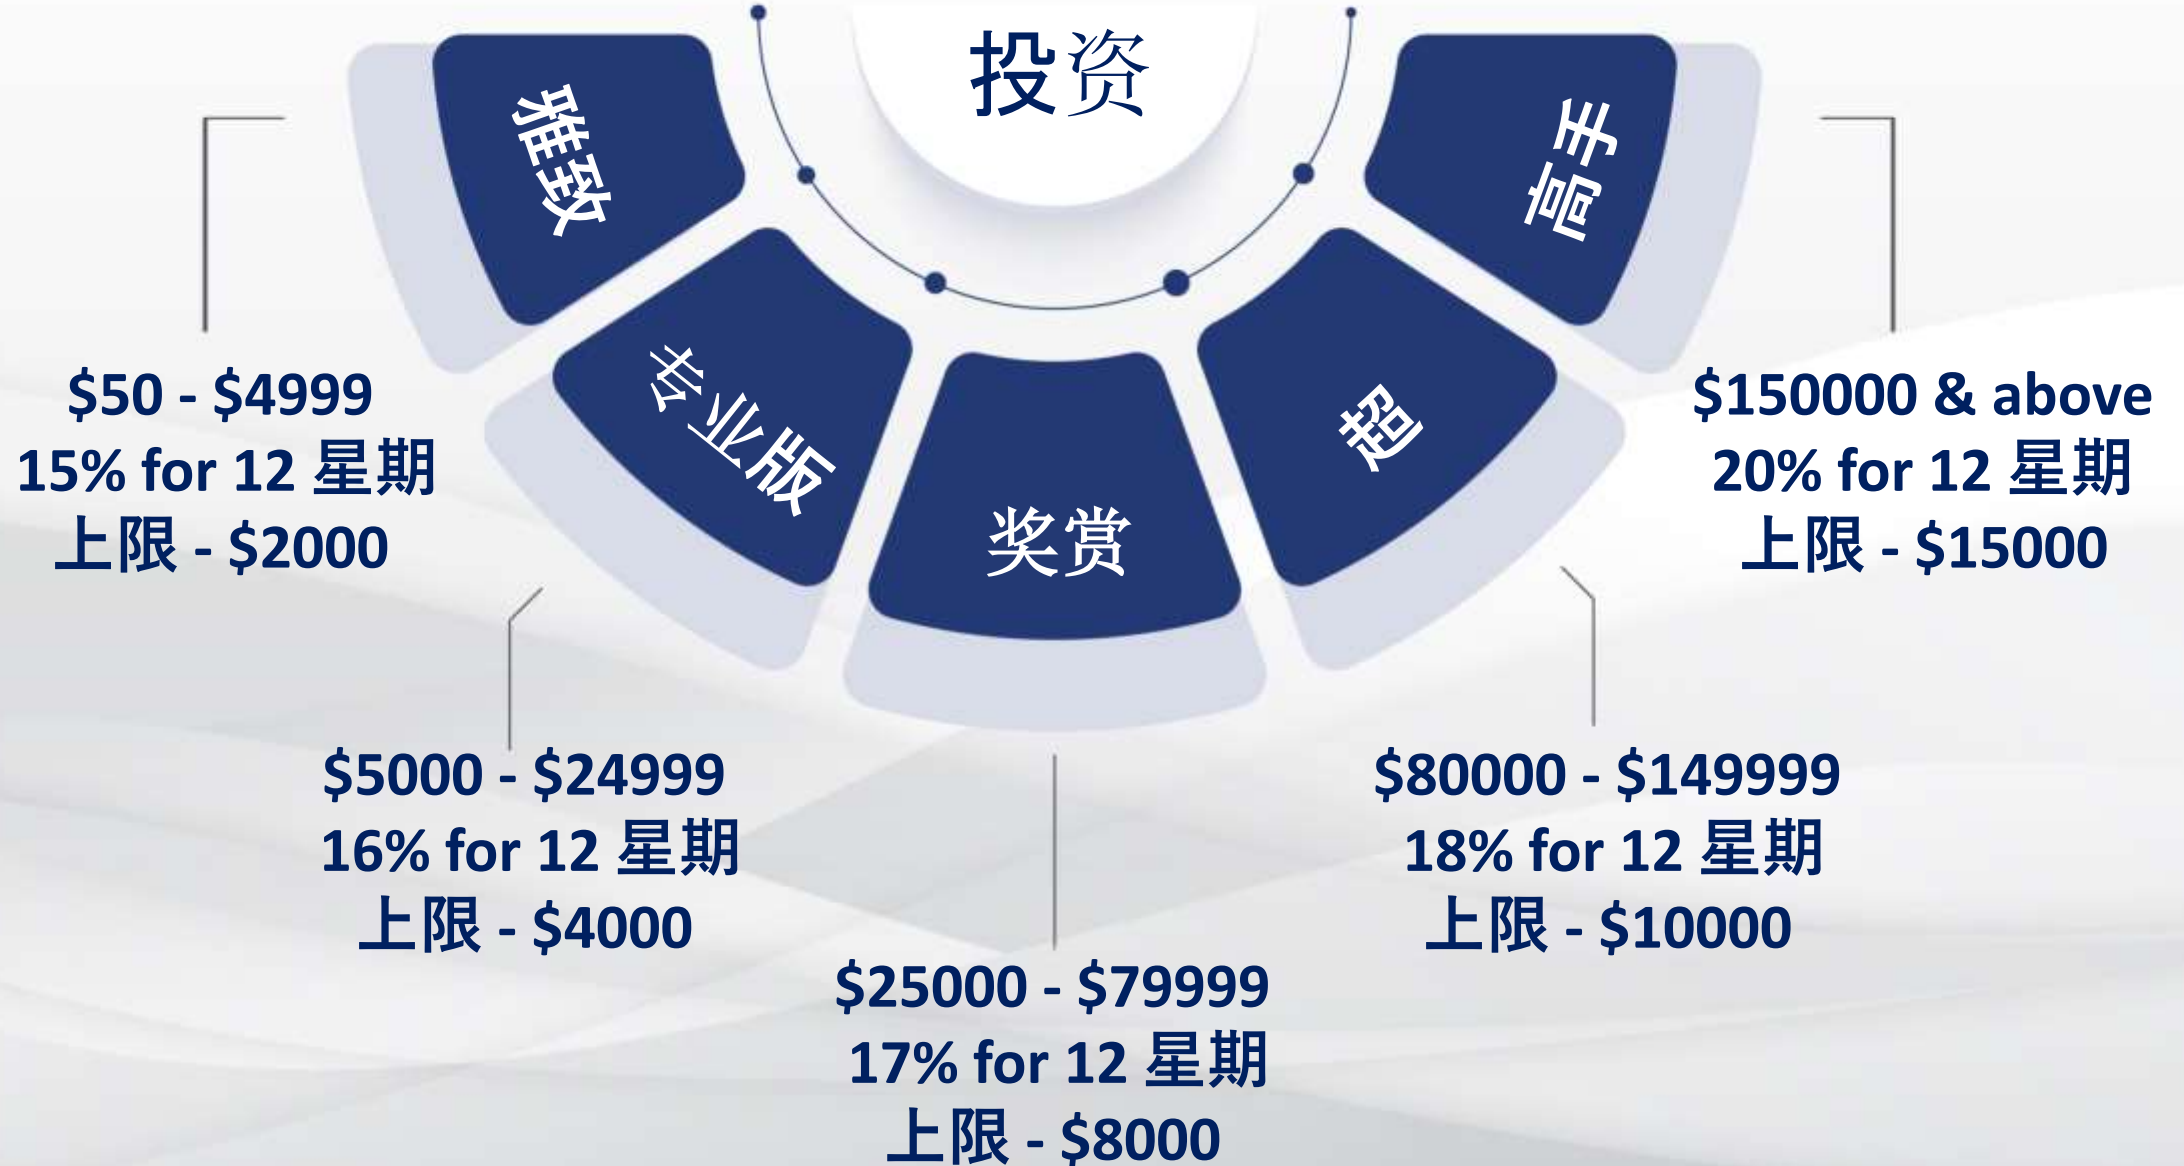 投资
雅致
$50 - $4999
15% for 12 星期
上限 - $2000
专业版
$5000 - $24999
16% for 12 星期
上限 - $4000
奖赏
$25000 - $79999
17% for 12 星期
上限 - $8000
超
$80000 - $149999
18% for 12 星期
上限 - $10000
高手
$150000 & above
20% for 12 星期
上限 - $15000